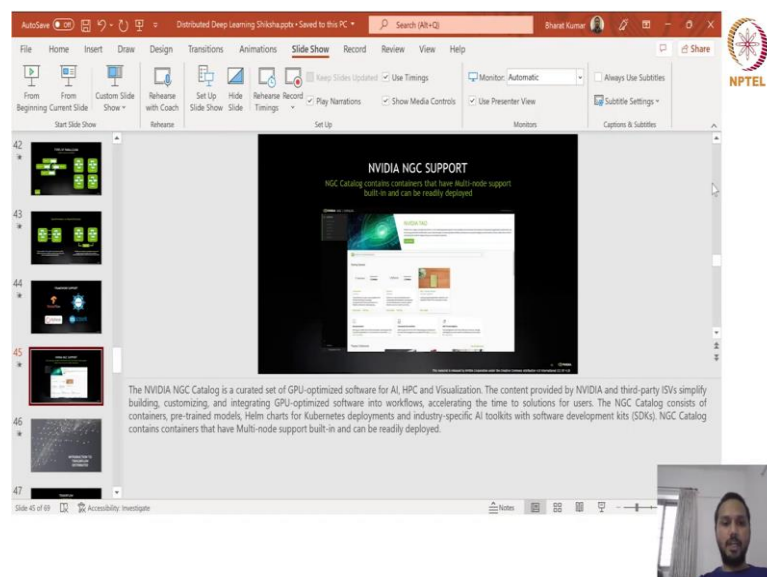 AutoSave Off Distributed Deep Learning Shiksha.pptx • Saved to this PC Search (Alt+Q) Bharat Kumar
File Home Insert Draw Design Transitions Animations Slide Show Record Review View Help Share
From Beginning From Current Slide Custom Slide Show Rehearse with Coach Set Up Slide Show Hide Slide Rehearse Timings Record Keep Slides Updated Use Timings Monitor: Automatic Always Use Subtitles
Play Narrations Show Media Controls Use Presenter View Subtitle Settings
Start Slide Show Rehearse Set Up Monitors Captions & Subtitles
NPTEL
42
43
44
45
46
47
NVIDIA NGC SUPPORT
NGC Catalog contains containers that have Multi-node support
built-in and can be readily deployed
The NVIDIA NGC Catalog is a curated set of GPU-optimized software for AI, HPC and Visualization. The content provided by NVIDIA and third-party ISVs simplify
building, customizing, and integrating GPU-optimized software into workflows, accelerating the time to solutions for users. The NGC Catalog consists of
containers, pre-trained models, Helm charts for Kubernetes deployments and industry-specific AI toolkits with software development kits (SDKs). NGC Catalog
contains containers that have Multi-node support built-in and can be readily deployed.
Slide 45 of 69 Accessibility: Investigate Notes